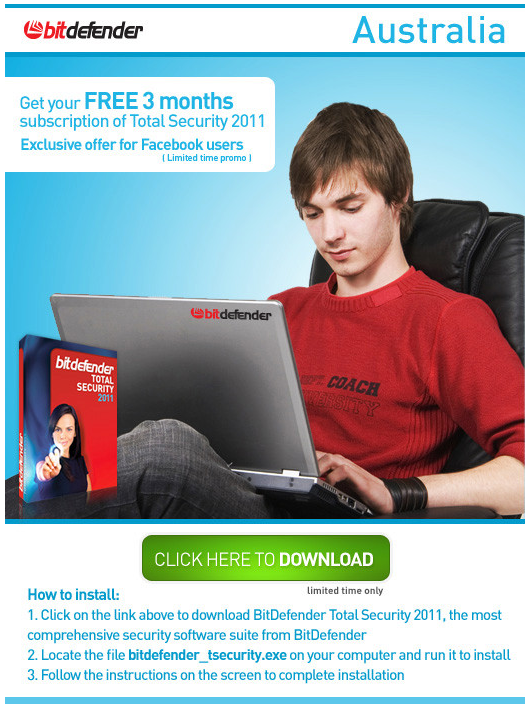 bitdefender
Australia
Get your FREE 3 months
subscription of Total Security 2011
Exclusive offer for Facebook users
( Limited time promo )
bitdefender
bitdefender
TOTAL
SECURITY
2011
bitdefender
COACH
CLICK HERE TO DOWNLOAD
limited time only
How to install:
1. Click on the link above to download BitDefender Total Security 2011, the most
comprehensive security software suite from BitDefender
2. Locate the file bitdefender_tsecurity.exe on your computer and run it to install
3. Follow the instructions on the screen to complete installation